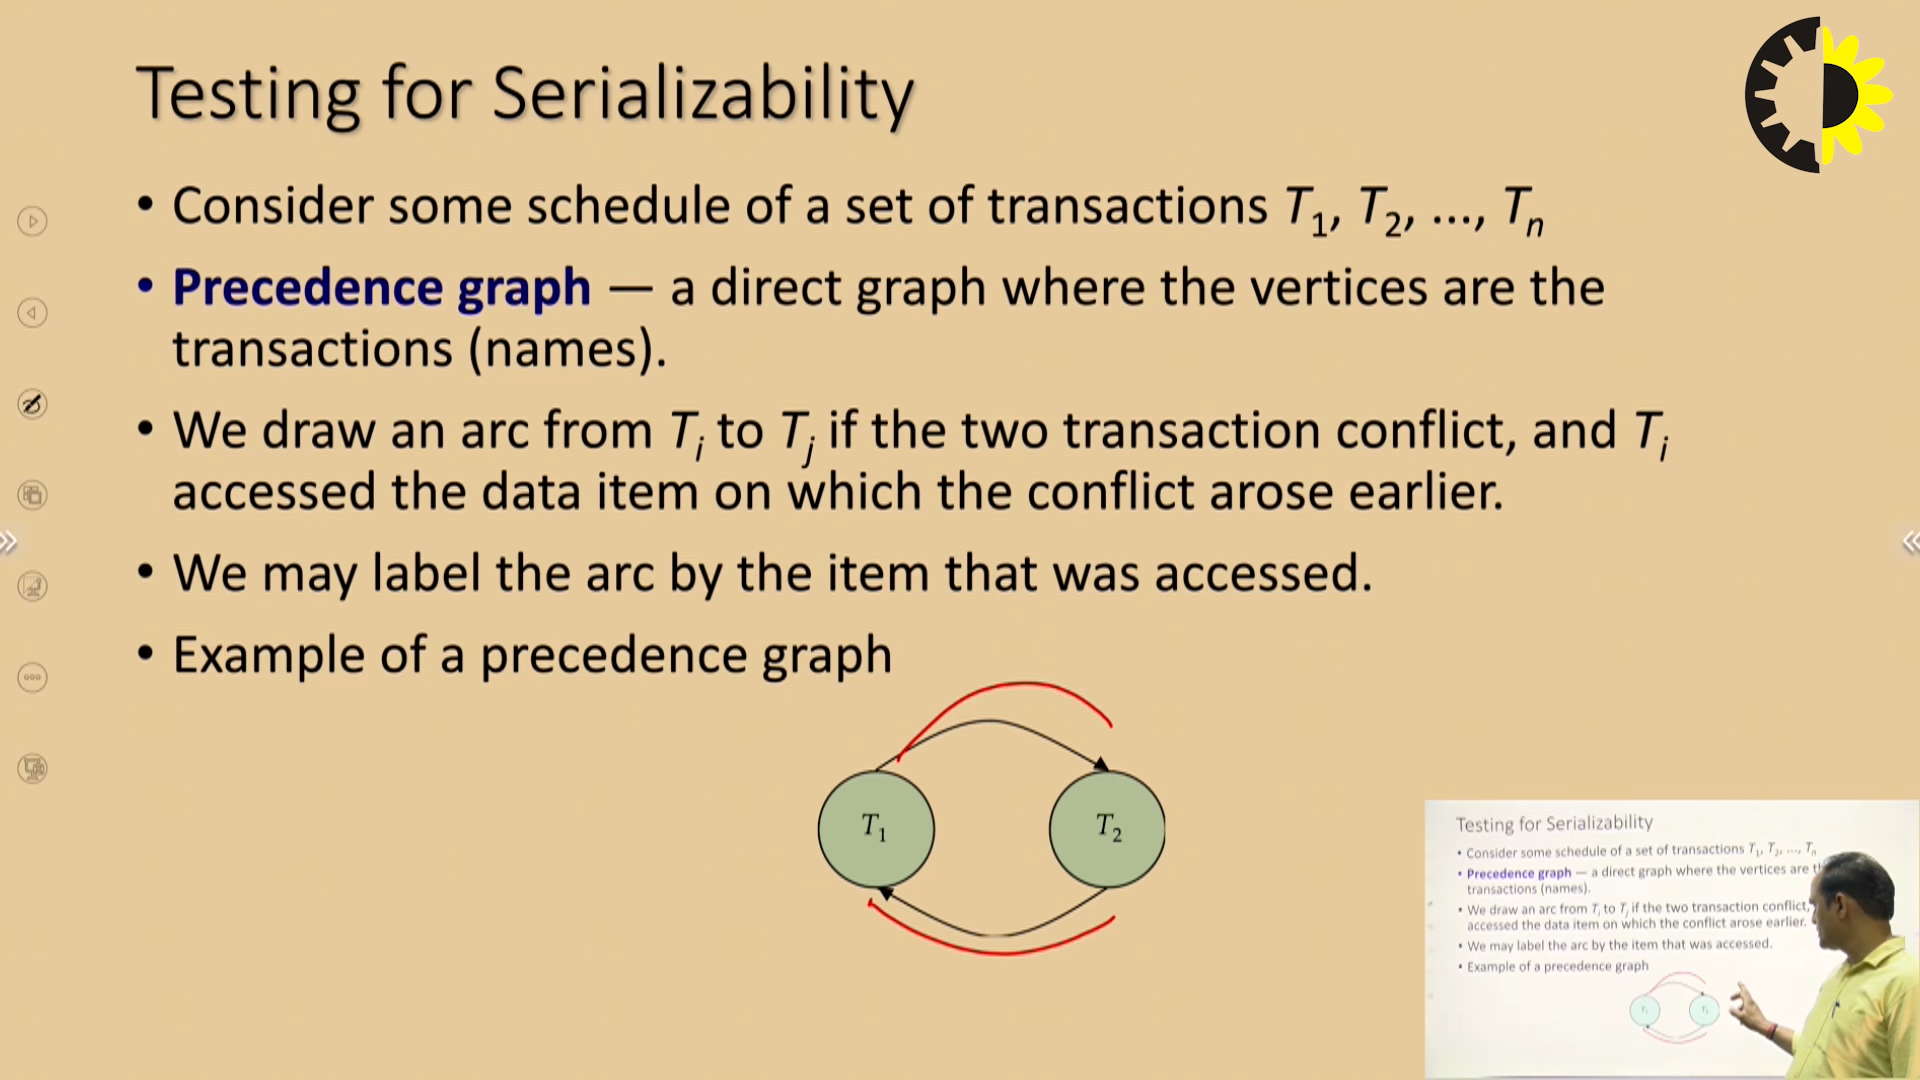 Testing for Serializability
• Consider some schedule of a set of transactions T1, T2, ..., Tn
• Precedence graph — a direct graph where the vertices are the
transactions (names).
• We draw an arc from Ti to Tj if the two transaction conflict, and Ti
accessed the data item on which the conflict arose earlier.
• We may label the arc by the item that was accessed.
• Example of a precedence graph
T1
T2
Testing for Serializability
• Consider some schedule of a set of transactions T1, T2, ..., Tn
• Precedence graph — a direct graph where the vertices are
transactions (names).
• We draw an arc from Ti to Tj if the two transaction conflict,
accessed the data item on which the conflict arose earlier.
• We may label the arc by the item that was accessed.
• Example of a precedence graph